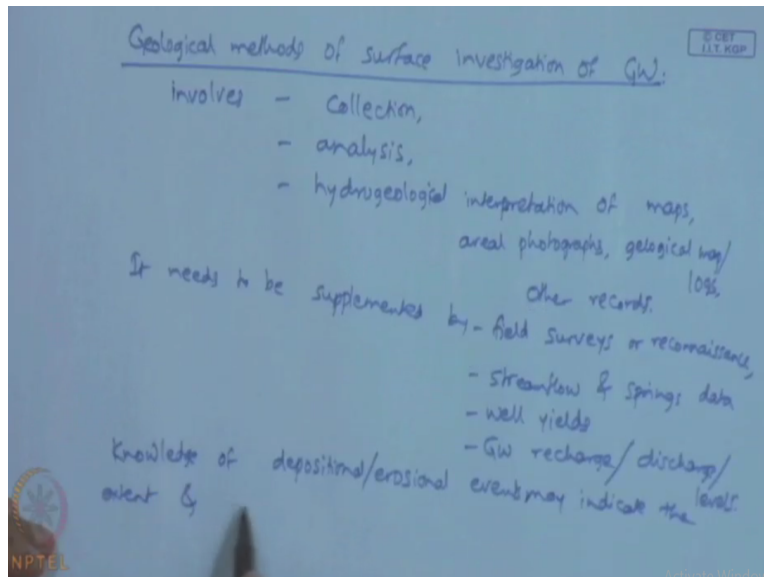 © CET
I.I.T. KGP
Geological methods of surface investigation of GW.
involves - Collection,
- analysis,
- hydrogeological interpretation of maps,
areal photographs, gelogical map/
logs,
other records.
It needs to be supplemented by - field surveys or reconnaissance,
- streamflow & springs data
- well yields
- GW recharge/discharge/
levels.
Knowledge of depositional/erosional events may indicate the
extent &
NPTEL